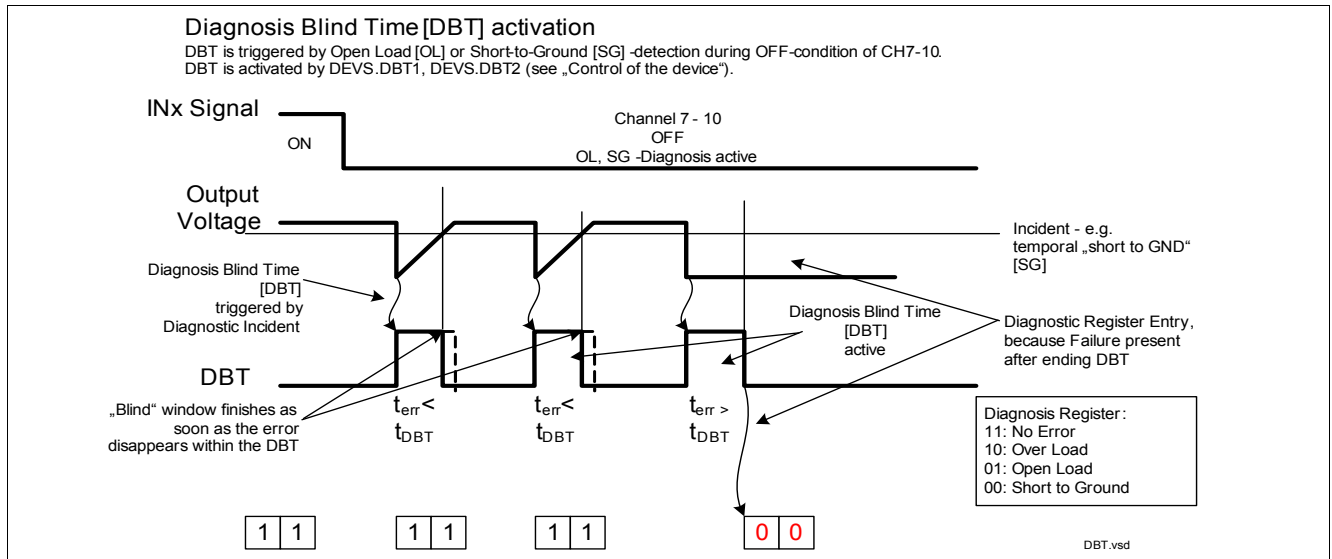 Diagnosis Blind Time [DBT] activation
DBT is triggered by Open Load [OL] or Short-to-Ground [SG] -detection during OFF-condition of CH7-10.
DBT is activated by DEVS.DBT1, DEVS.DBT2 (see „Control of the device“).
INx Signal
ON
Channel 7 - 10
OFF
OL, SG -Diagnosis active
Output
Voltage
Incident - e.g.
temporal „short to GND“
[SG]
Diagnosis Blind Time
[DBT]
triggered by
Diagnostic Incident
Diagnosis Blind Time
[DBT]
active
Diagnostic Register Entry,
because Failure present
after ending DBT
DBT
„Blind“ window finishes as
soon as the error
disappears within the DBT
terr<
tDBT
terr<
tDBT
terr >
tDBT
Diagnosis Register:
11: No Error
10: Over Load
01: Open Load
00: Short to Ground
1 1
1 1
1 1
0 0
DBT.vsd